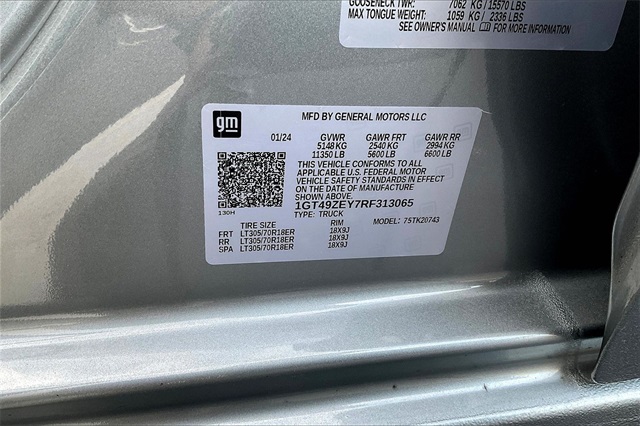 GOOSENECK TWR: 7062 KG / 15570 LBS
MAX TONGUE WEIGHT: 1059 KG / 2336 LBS
SEE OWNER'S MANUAL FOR MORE INFORMATION
gm
MFD BY GENERAL MOTORS LLC
01/24 GVWR GAWR FRT GAWR RR
5148 KG 2540 KG 2994 KG
11350 LB 5600 LB 6600 LB
THIS VEHICLE CONFORMS TO ALL
APPLICABLE U.S. FEDERAL MOTOR
VEHICLE SAFETY STANDARDS IN EFFECT
ON THE DATE OF MANUFACTURE
SHOWN ABOVE.
1GT49ZEY7RF313065
130H
TYPE: TRUCK MODEL: 75TK20743
TIRE SIZE RIM
FRT LT305/70R18ER 18X9J
RR LT305/70R18ER 18X9J
SPA LT305/70R18ER 18X9J